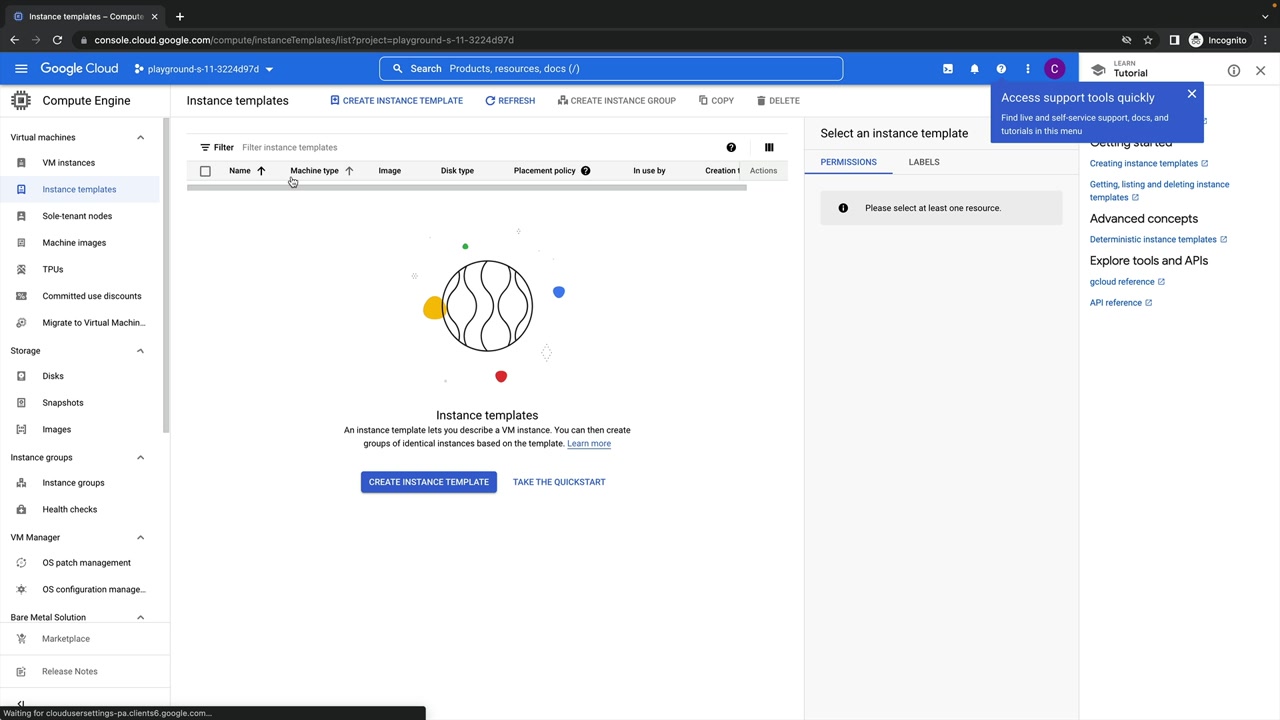 Instance templates – Compute
console.cloud.google.com/compute/instanceTemplates/list?project=playground-s-11-3224d97d
Incognito
Google Cloud
playground-s-11-3224d97d
Search Products, resources, docs (/)
C
LEARN
Tutorial
Compute Engine
Instance templates
CREATE INSTANCE TEMPLATE
REFRESH
CREATE INSTANCE GROUP
COPY
DELETE
Access support tools quickly
Find live and self-service support, docs, and
tutorials in this menu
Virtual machines
VM instances
Instance templates
Sole-tenant nodes
Machine images
TPUs
Committed use discounts
Migrate to Virtual Machin...
Storage
Disks
Snapshots
Images
Instance groups
Instance groups
Health checks
VM Manager
OS patch management
OS configuration manage...
Bare Metal Solution
Marketplace
Release Notes
Filter Filter instance templates
Name Machine type Image Disk type Placement policy In use by Creation t Actions
Instance templates
An instance template lets you describe a VM instance. You can then create
groups of identical instances based on the template. Learn more
CREATE INSTANCE TEMPLATE
TAKE THE QUICKSTART
Select an instance template
PERMISSIONS
LABELS
Please select at least one resource.
Getting started
Creating instance templates
Getting, listing and deleting instance
templates
Advanced concepts
Deterministic instance templates
Explore tools and APIs
gcloud reference
API reference
Waiting for cloudusersettings-pa.clients6.google.com...